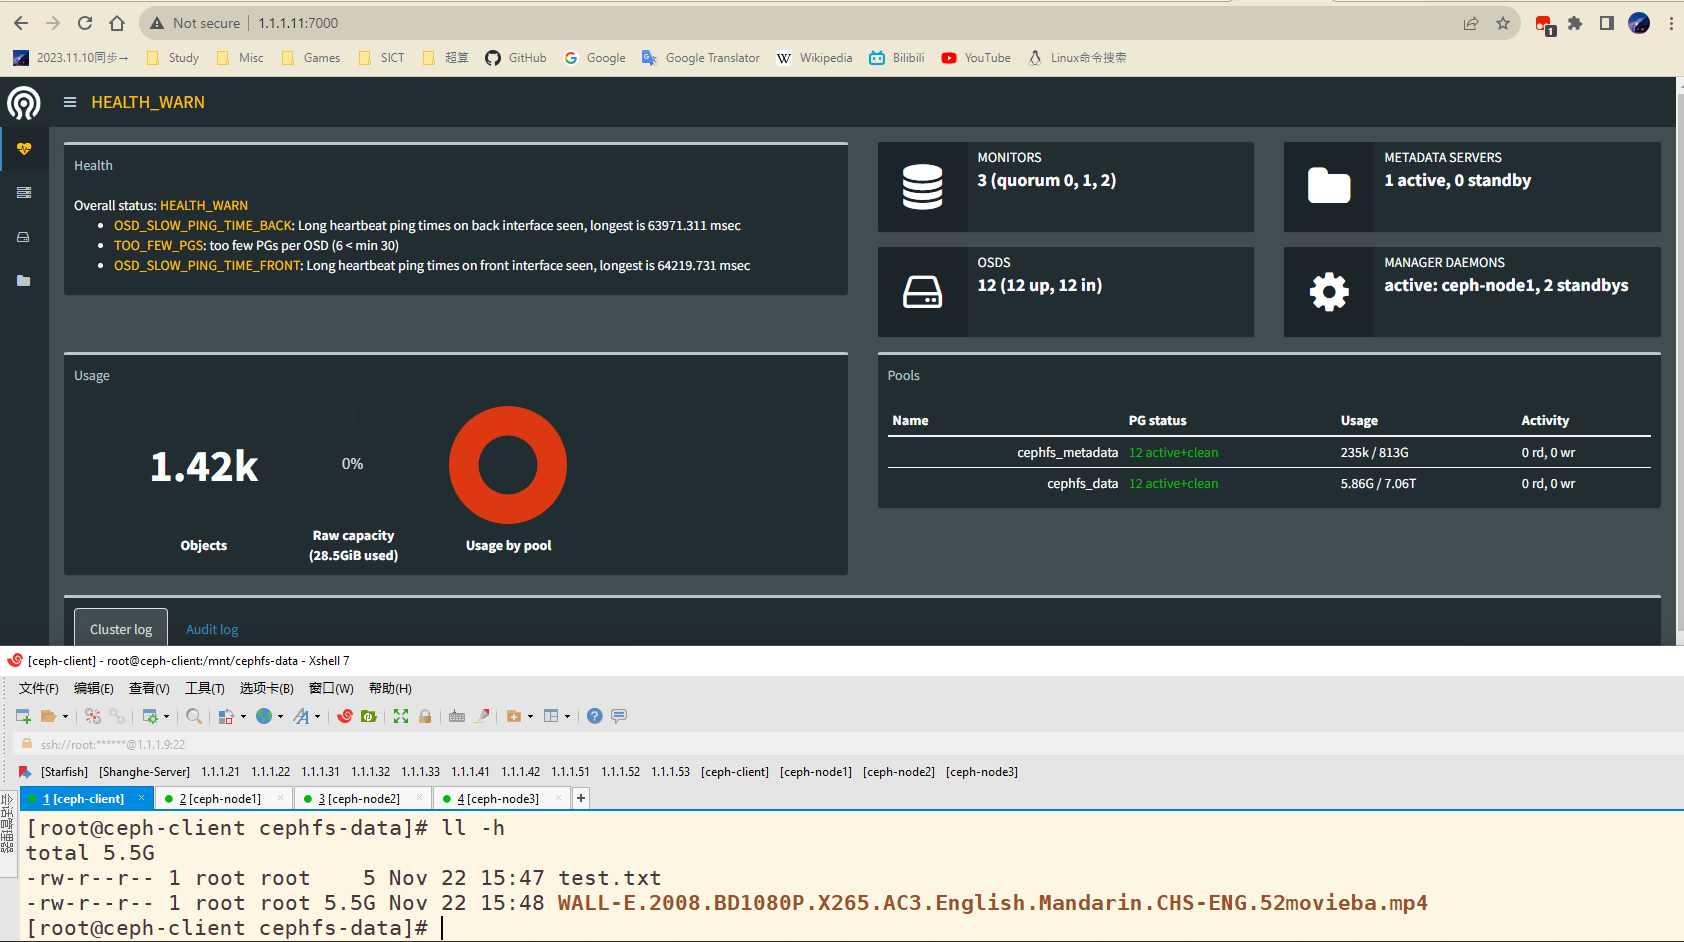 Not secure 1.1.1.11:7000
1
2023.11.10同步→ Study Misc Games SICT 超算 GitHub Google Google Translator Wikipedia Bilibili YouTube Linux命令搜索
HEALTH_WARN
Health
Overall status: HEALTH_WARN
OSD_SLOW_PING_TIME_BACK: Long heartbeat ping times on back interface seen, longest is 63971.311 msec
TOO_FEW_PGS: too few PGs per OSD (6 < min 30)
OSD_SLOW_PING_TIME_FRONT: Long heartbeat ping times on front interface seen, longest is 64219.731 msec
MONITORS
3 (quorum 0, 1, 2)
METADATA SERVERS
1 active, 0 standby
OSDS
12 (12 up, 12 in)
MANAGER DAEMONS
active: ceph-node1, 2 standbys
Usage
1.42k
Objects
0%
Raw capacity
(28.5GiB used)
Usage by pool
Pools
Name PG status Usage Activity
cephfs_metadata 12 active+clean 235k / 813G 0 rd, 0 wr
cephfs_data 12 active+clean 5.86G / 7.06T 0 rd, 0 wr
Cluster log Audit log
[ceph-client] - root@ceph-client:/mnt/cephfs-data - Xshell 7
文件(F) 编辑(E) 查看(V) 工具(T) 选项卡(B) 窗口(W) 帮助(H)
ssh://root:******@1.1.1.9:22
[Starfish] [Shanghe-Server] 1.1.1.21 1.1.1.22 1.1.1.31 1.1.1.32 1.1.1.33 1.1.1.41 1.1.1.42 1.1.1.51 1.1.1.52 1.1.1.53 [ceph-client] [ceph-node1] [ceph-node2] [ceph-node3]
会话管理器
1 [ceph-client] × 2 [ceph-node1] × 3 [ceph-node2] × 4 [ceph-node3] × +
[root@ceph-client cephfs-data]# ll -h
total 5.5G
-rw-r--r-- 1 root root    5 Nov 22 15:47 test.txt
-rw-r--r-- 1 root root 5.5G Nov 22 15:48 WALL-E.2008.BD1080P.X265.AC3.English.Mandarin.CHS-ENG.52movieba.mp4
[root@ceph-client cephfs-data]#